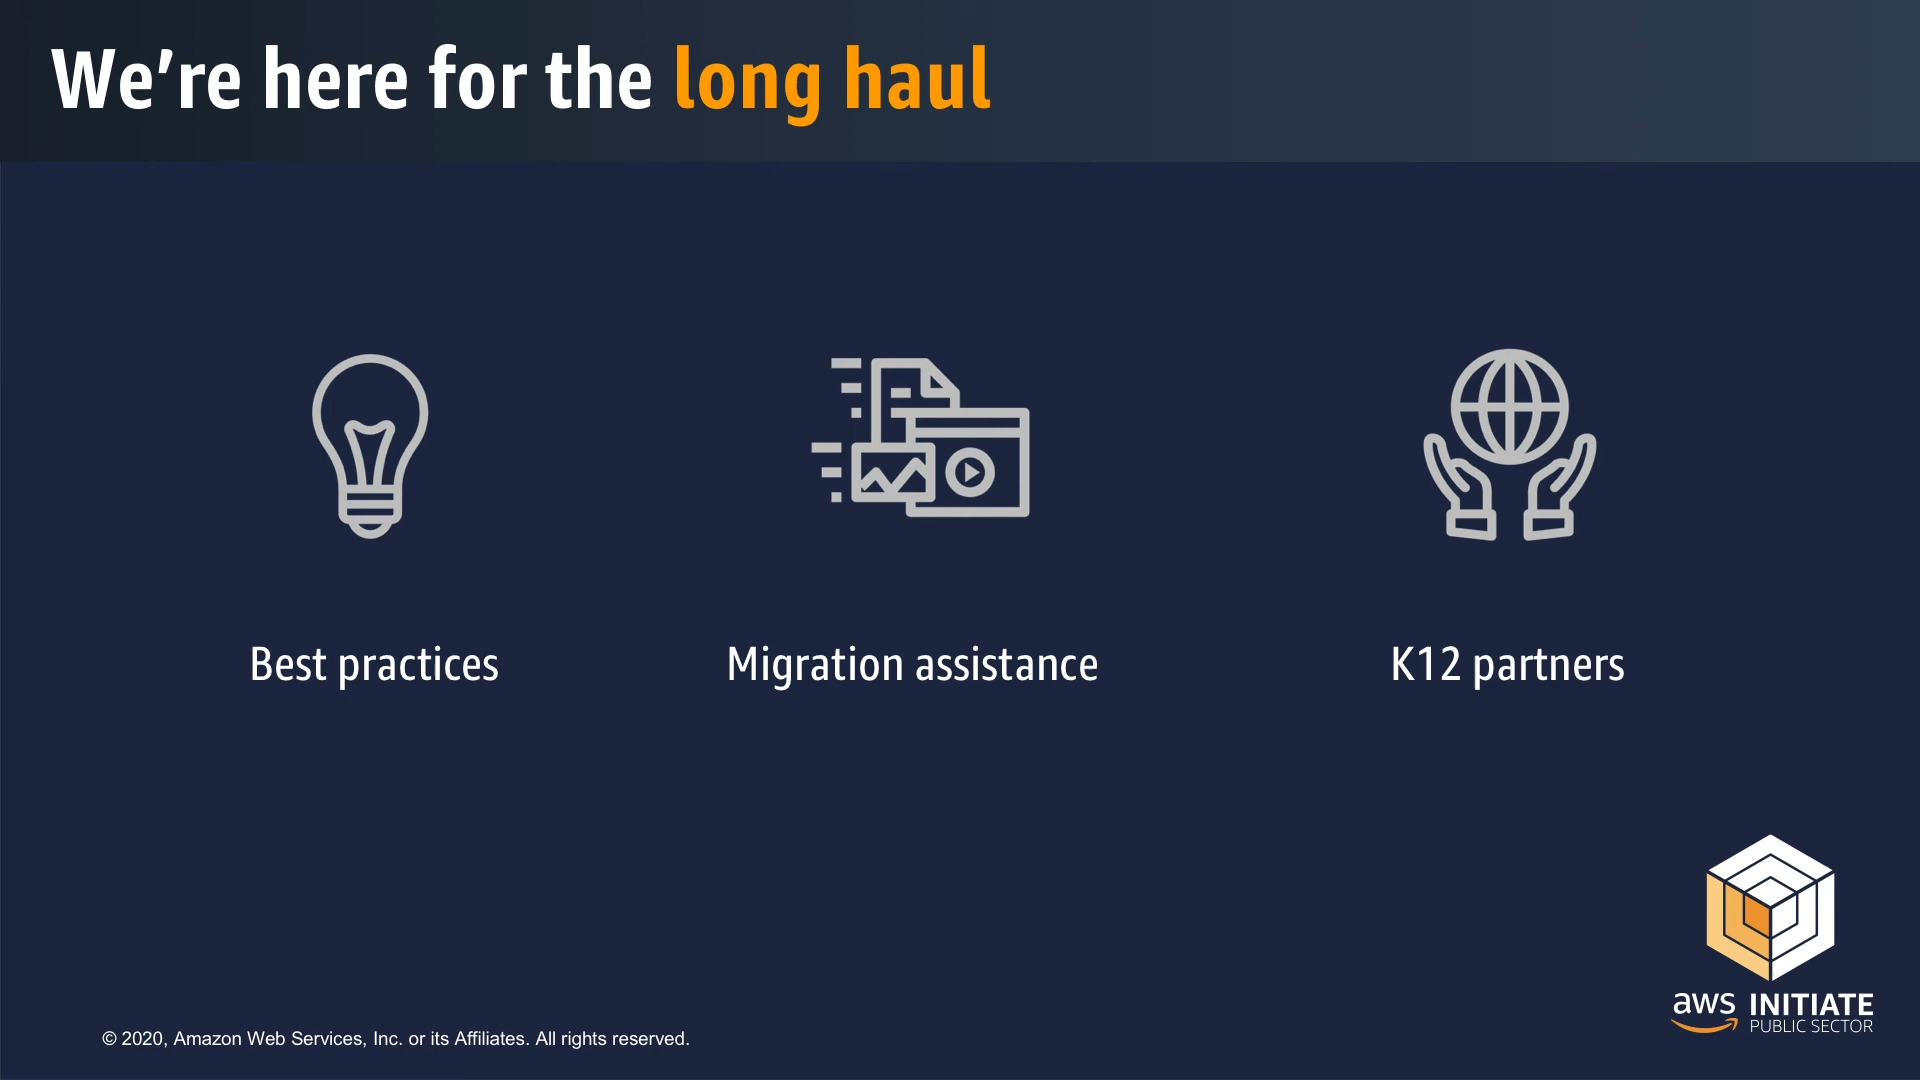 We’re here for the long haul
Best practices
Migration assistance
K12 partners
aws INITIATE
PUBLIC SECTOR
© 2020, Amazon Web Services, Inc. or its Affiliates. All rights reserved.